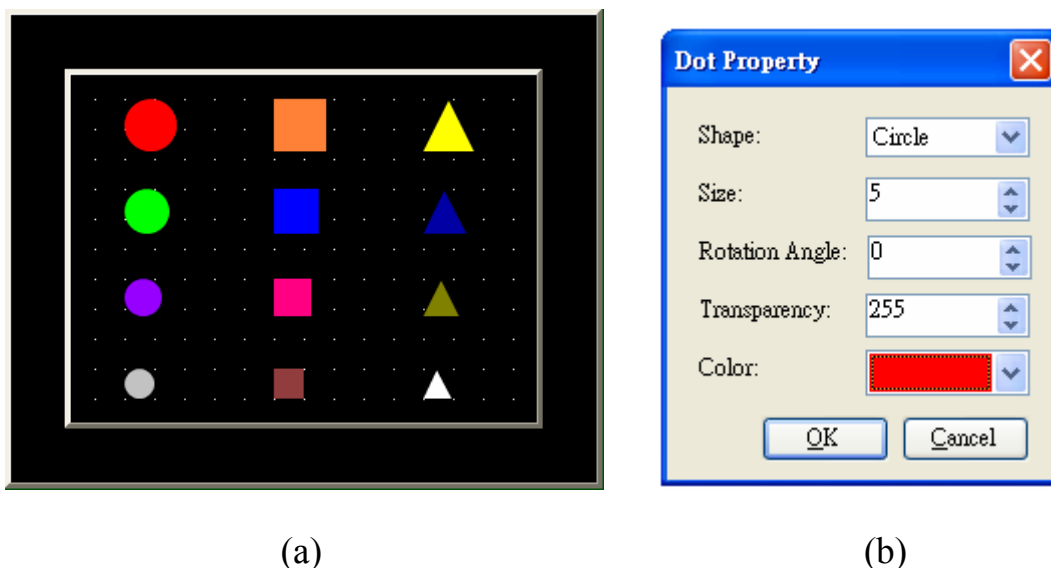 Dot Property
Shape: Circle
Size: 5
Rotation Angle: 0
Transparency: 255
Color:
OK Cancel
(a) (b)